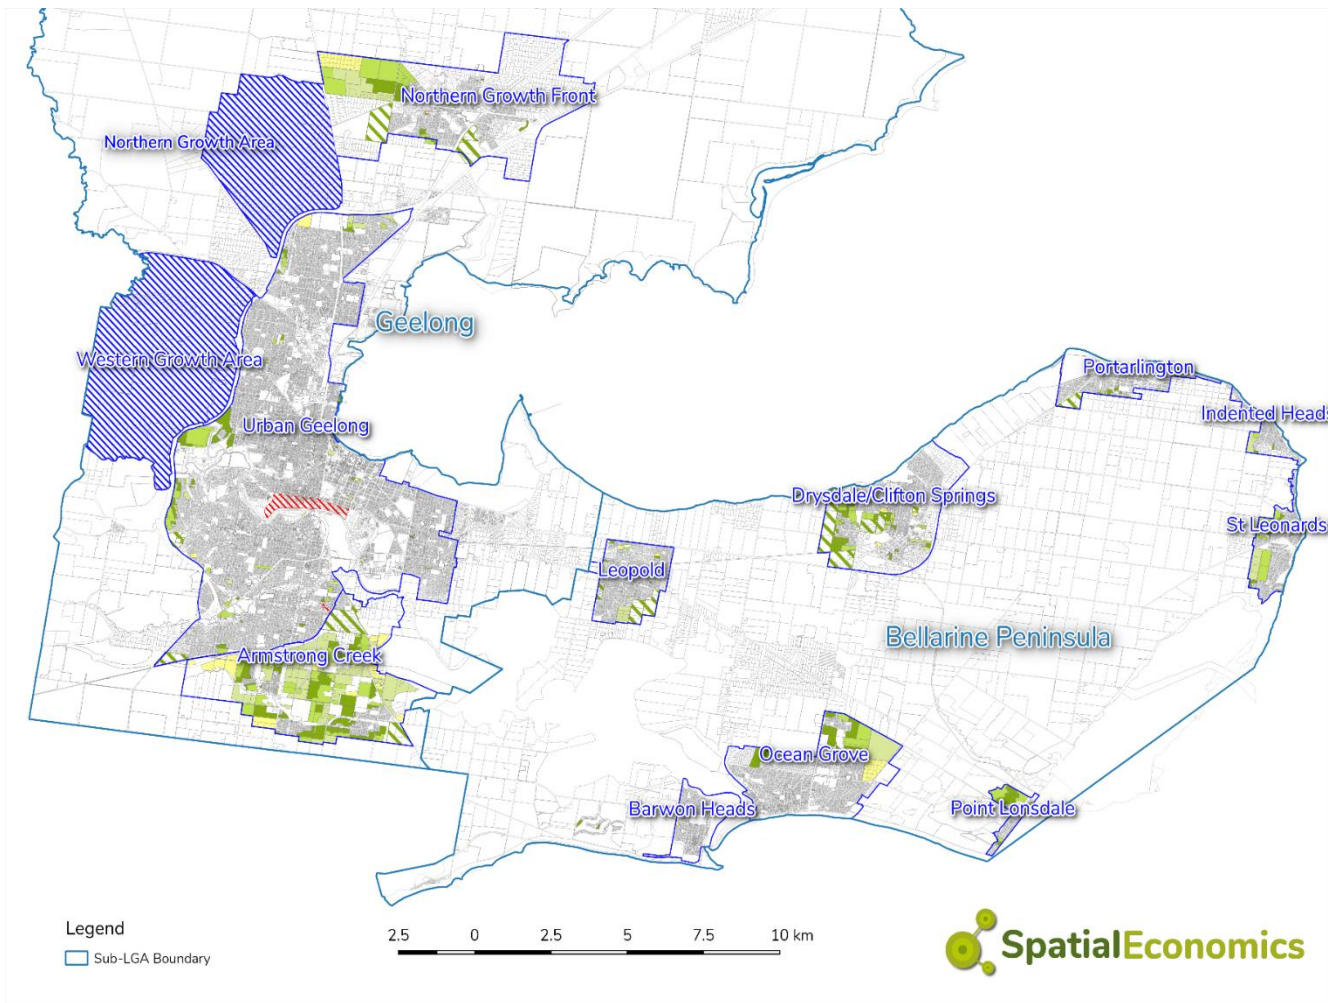 Northern Growth Front
Northern Growth Area
Geelong
Western Growth Area
Portarlington
Indented Heads
Urban Geelong
Drysdale/Clifton Springs
St Leonards
Leopold
Bellarine Peninsula
Armstrong Creek
Ocean Grove
Barwon Heads
Point Lonsdale
Legend
Sub-LGA Boundary
2.5 0 2.5 5 7.5 10 km
SpatialEconomics